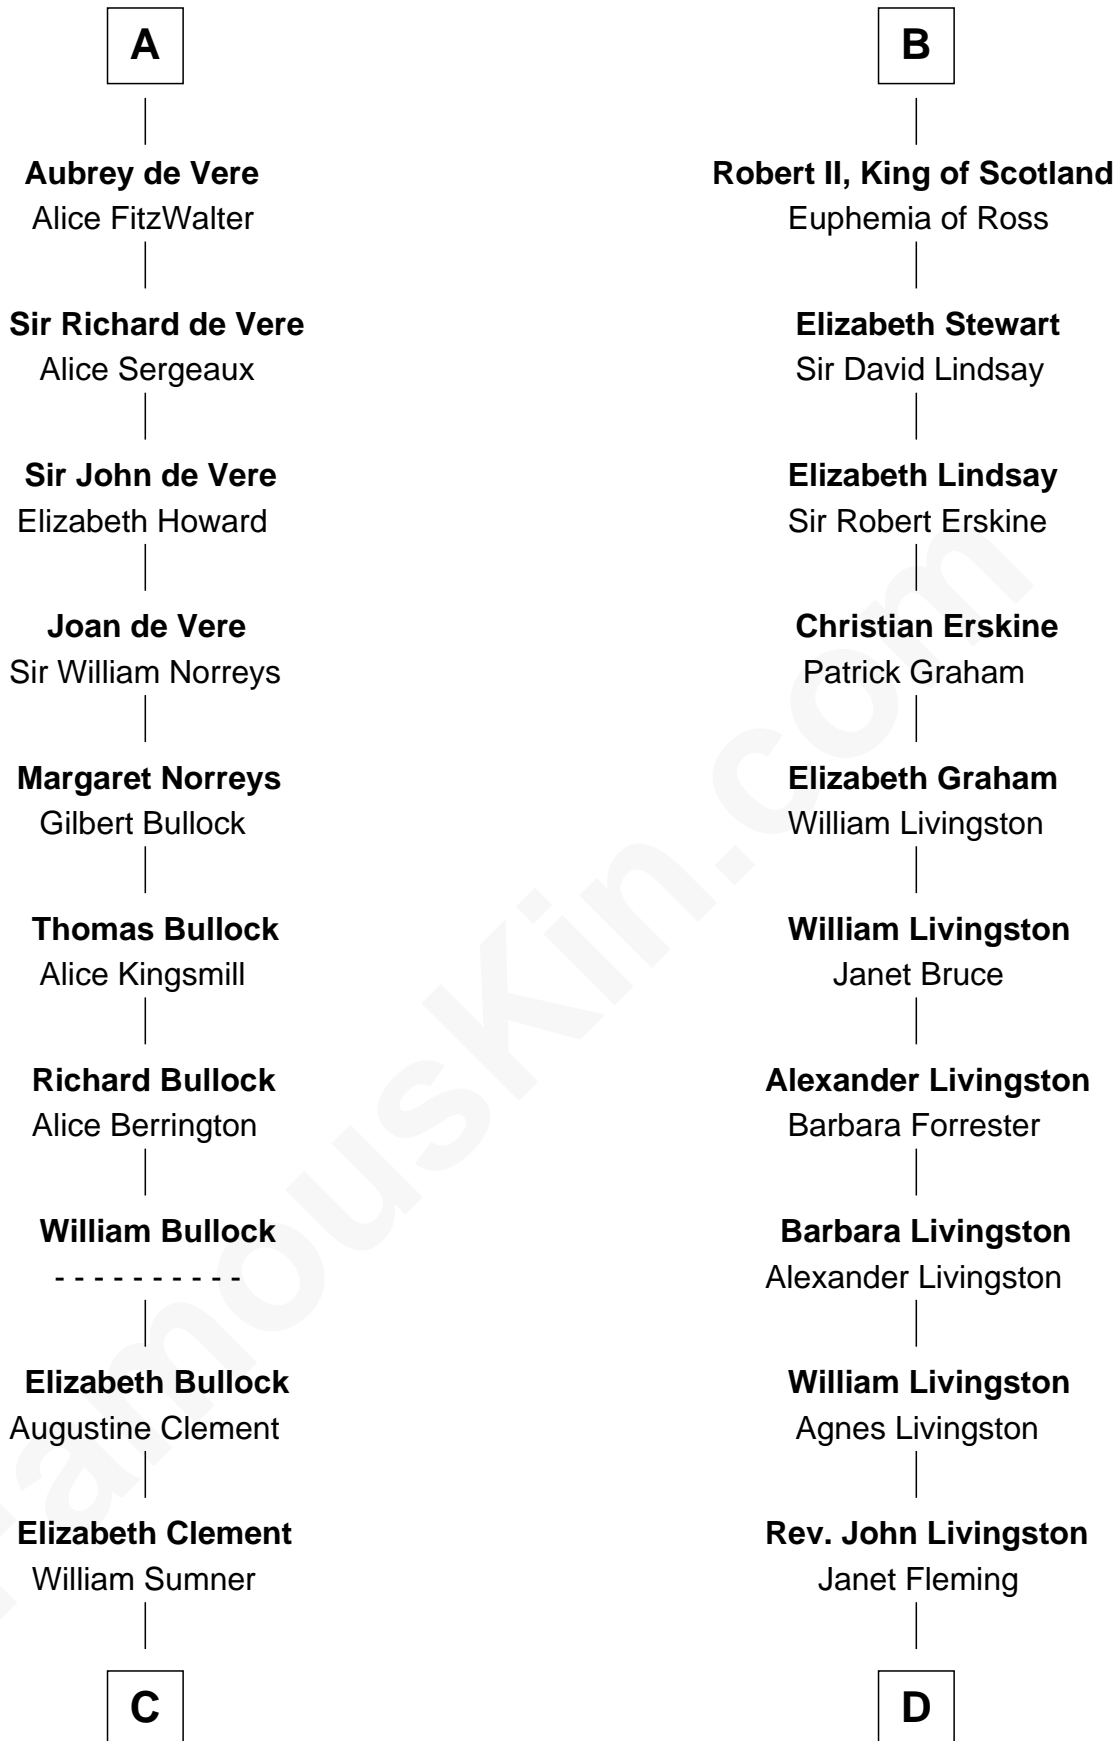 A
Aubrey de Vere
Alice FitzWalter
Sir Richard de Vere
Alice Sergeaux
Sir John de Vere
Elizabeth Howard
Joan de Vere
Sir William Norreys
Margaret Norreys
Gilbert Bullock
Thomas Bullock
Alice Kingsmill
Richard Bullock
Alice Berrington
William Bullock
- - - - - - - - - -
Elizabeth Bullock
Augustine Clement
Elizabeth Clement
William Sumner
C
B
Robert II, King of Scotland
Euphemia of Ross
Elizabeth Stewart
Sir David Lindsay
Elizabeth Lindsay
Sir Robert Erskine
Christian Erskine
Patrick Graham
Elizabeth Graham
William Livingston
William Livingston
Janet Bruce
Alexander Livingston
Barbara Forrester
Barbara Livingston
Alexander Livingston
William Livingston
Agnes Livingston
Rev. John Livingston
Janet Fleming
D
FamousKin.com